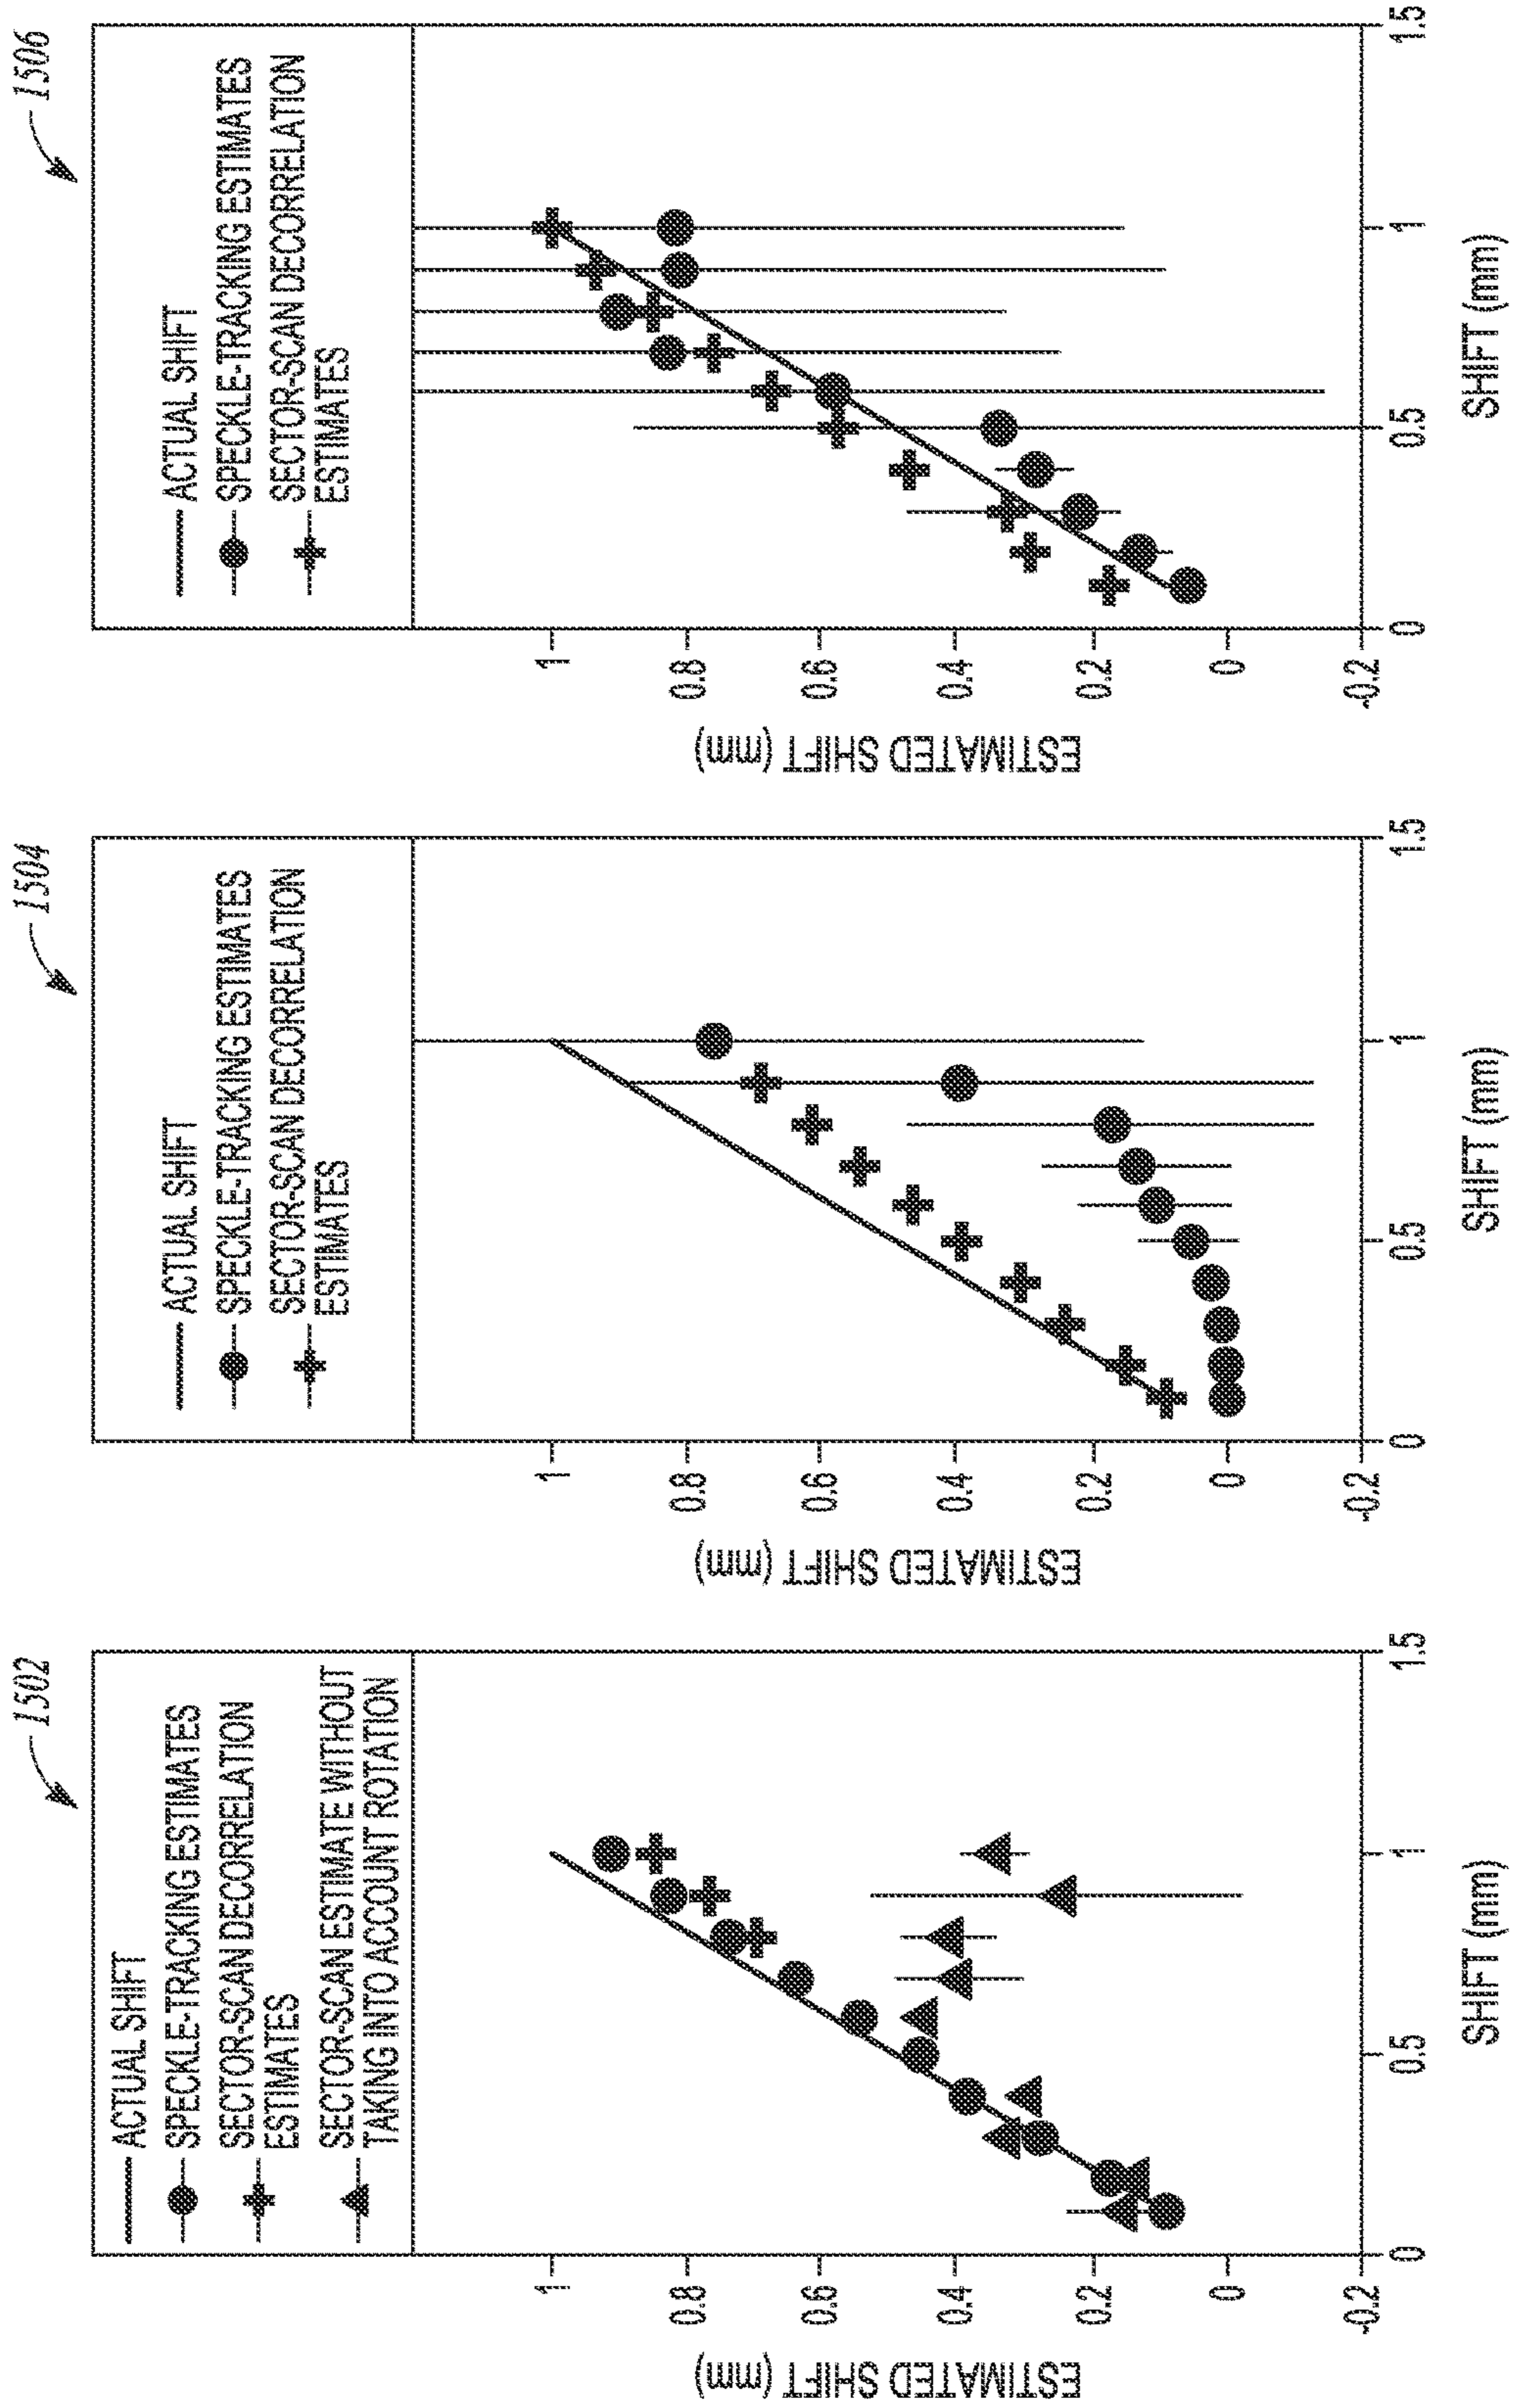 1502
ACTUAL SHIFT
SPECKLE-TRACKING ESTIMATES
SECTOR-SCAN DECORRELATION
ESTIMATES
SECTOR-SCAN ESTIMATE WITHOUT
TAKING INTO ACCOUNT ROTATION
1
0.8
0.6
0.4
0.2
0
-0.2
ESTIMATED SHIFT (mm)
0
0.5
1
1.5
SHIFT (mm)
1504
ACTUAL SHIFT
SPECKLE-TRACKING ESTIMATES
SECTOR-SCAN DECORRELATION
ESTIMATES
1
0.8
0.6
0.4
0.2
0
-0.2
ESTIMATED SHIFT (mm)
0
0.5
1
1.5
SHIFT (mm)
1506
ACTUAL SHIFT
SPECKLE-TRACKING ESTIMATES
SECTOR-SCAN DECORRELATION
ESTIMATES
1
0.8
0.6
0.4
0.2
0
-0.2
ESTIMATED SHIFT (mm)
0
0.5
1
1.5
SHIFT (mm)